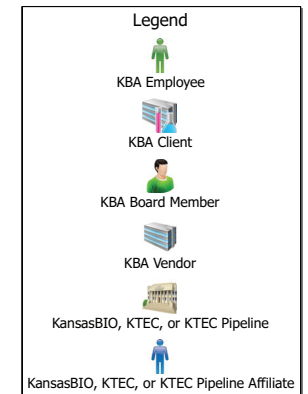 Legend
KBA Employee
KBA Client
KBA Board Member
KBA Vendor
KansasBIO, KTEC, or KTEC Pipeline
KansasBIO, KTEC, or KTEC Pipeline Affiliate